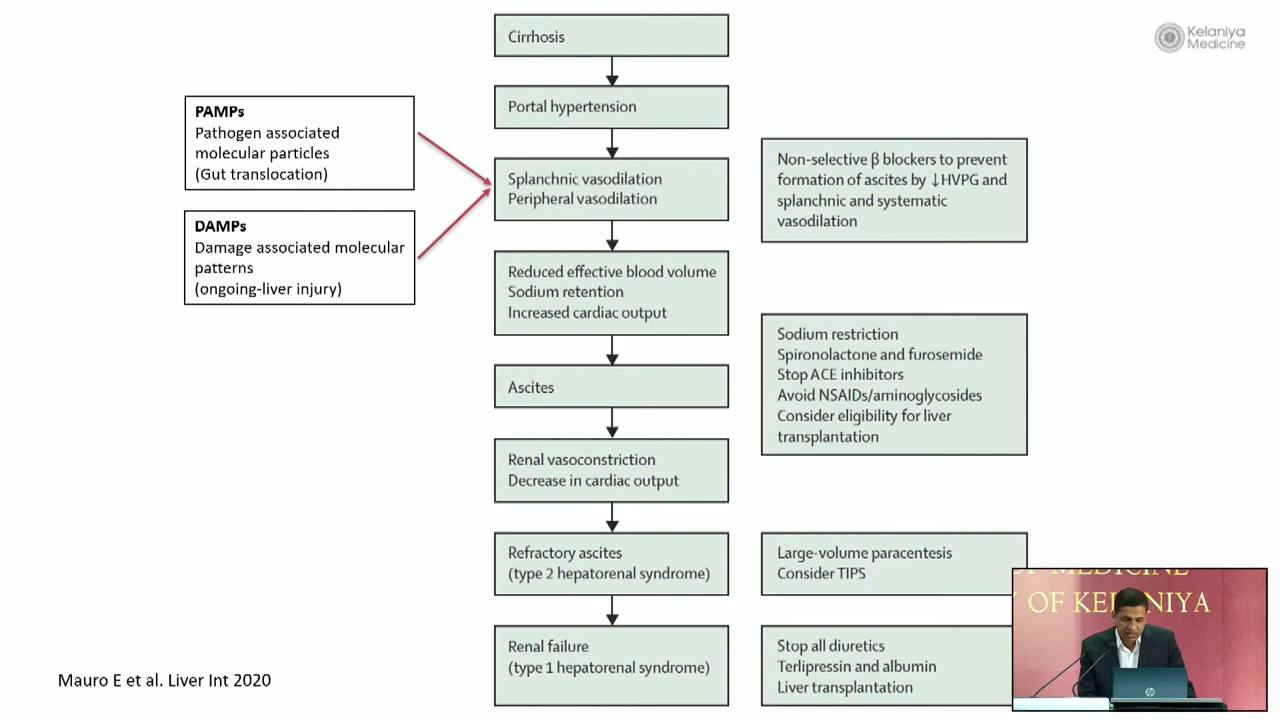 Kelaniya
Medicine
Cirrhosis
Portal hypertension
PAMPs
Pathogen associated
molecular particles
(Gut translocation)
DAMPs
Damage associated molecular
patterns
(ongoing-liver injury)
Splanchnic vasodilation
Peripheral vasodilation
Non-selective β blockers to prevent
formation of ascites by ↓HVPG and
splanchnic and systematic
vasodilation
Reduced effective blood volume
Sodium retention
Increased cardiac output
Ascites
Sodium restriction
Spironolactone and furosemide
Stop ACE inhibitors
Avoid NSAIDs/aminoglycosides
Consider eligibility for liver
transplantation
Renal vasoconstriction
Decrease in cardiac output
Refractory ascites
(type 2 hepatorenal syndrome)
Large-volume paracentesis
Consider TIPS
Renal failure
(type 1 hepatorenal syndrome)
Stop all diuretics
Terlipressin and albumin
Liver transplantation
Mauro E et al. Liver Int 2020
OF MEDICINE
Y OF KELANIYA
hp